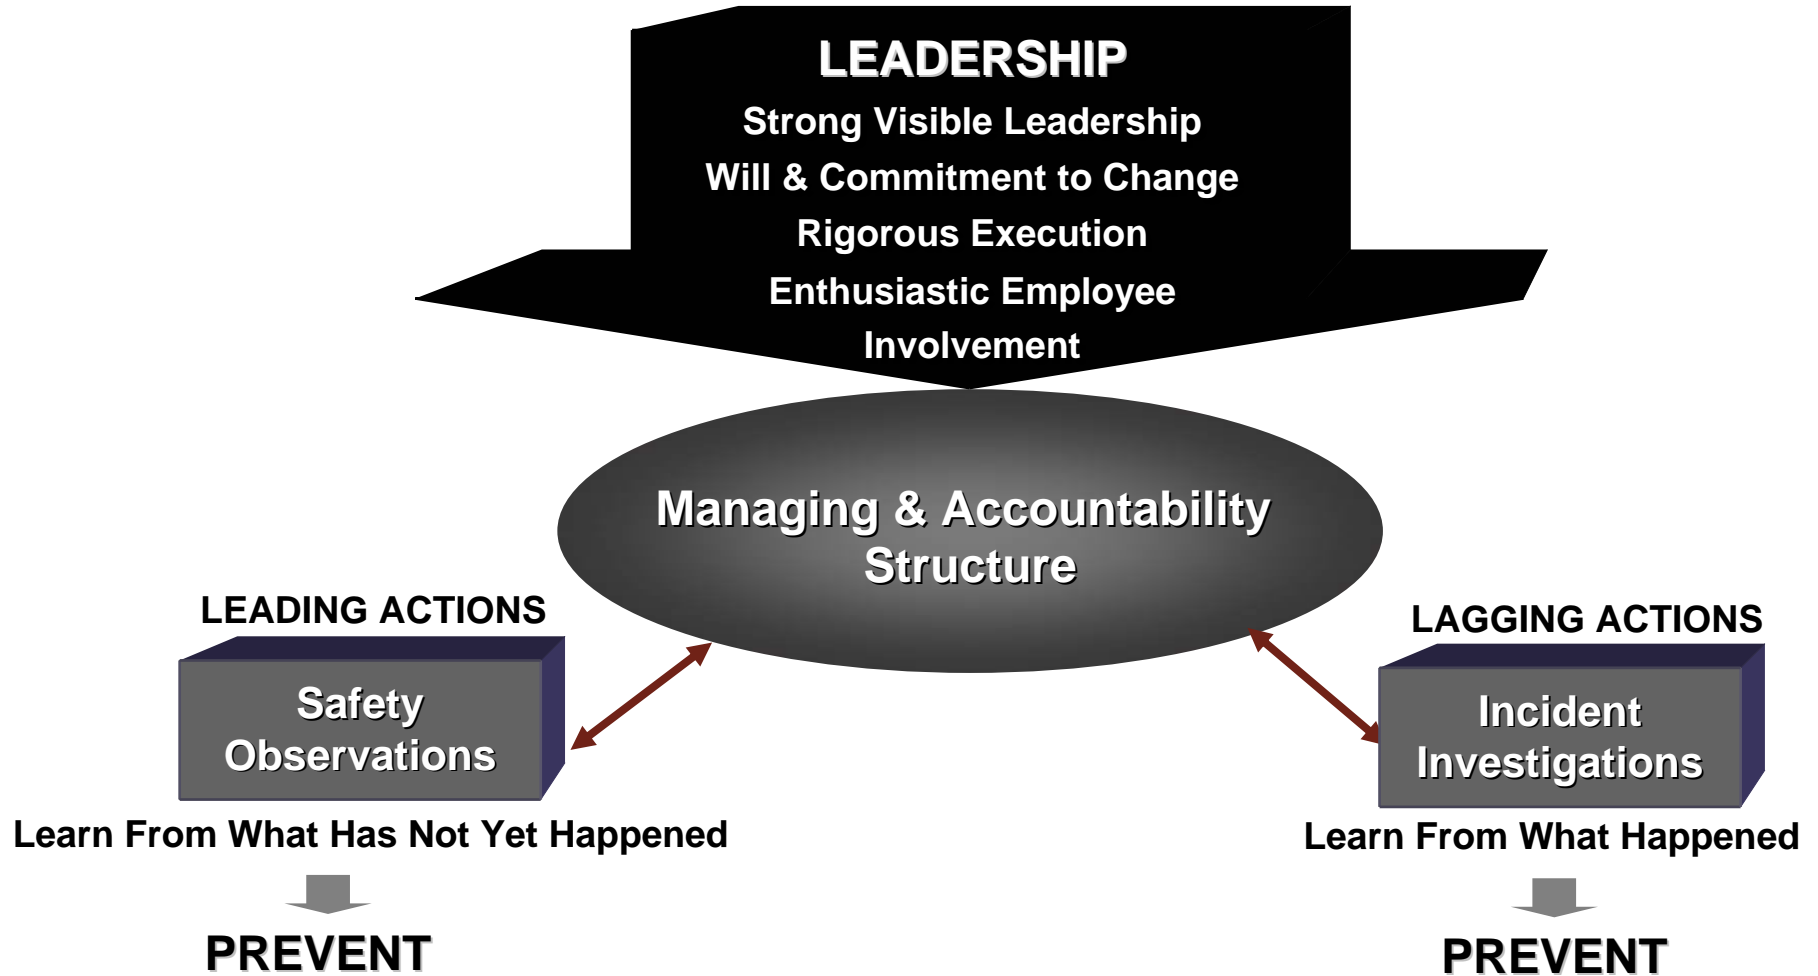 LEADERSHIP
Strong Visible Leadership
Will & Commitment to Change
Rigorous Execution
Enthusiastic Employee
Involvement
Managing & Accountability
Structure
LEADING ACTIONS
Safety
Observations
Learn From What Has Not Yet Happened
PREVENT
LAGGING ACTIONS
Incident
Investigations
Learn From What Happened
PREVENT